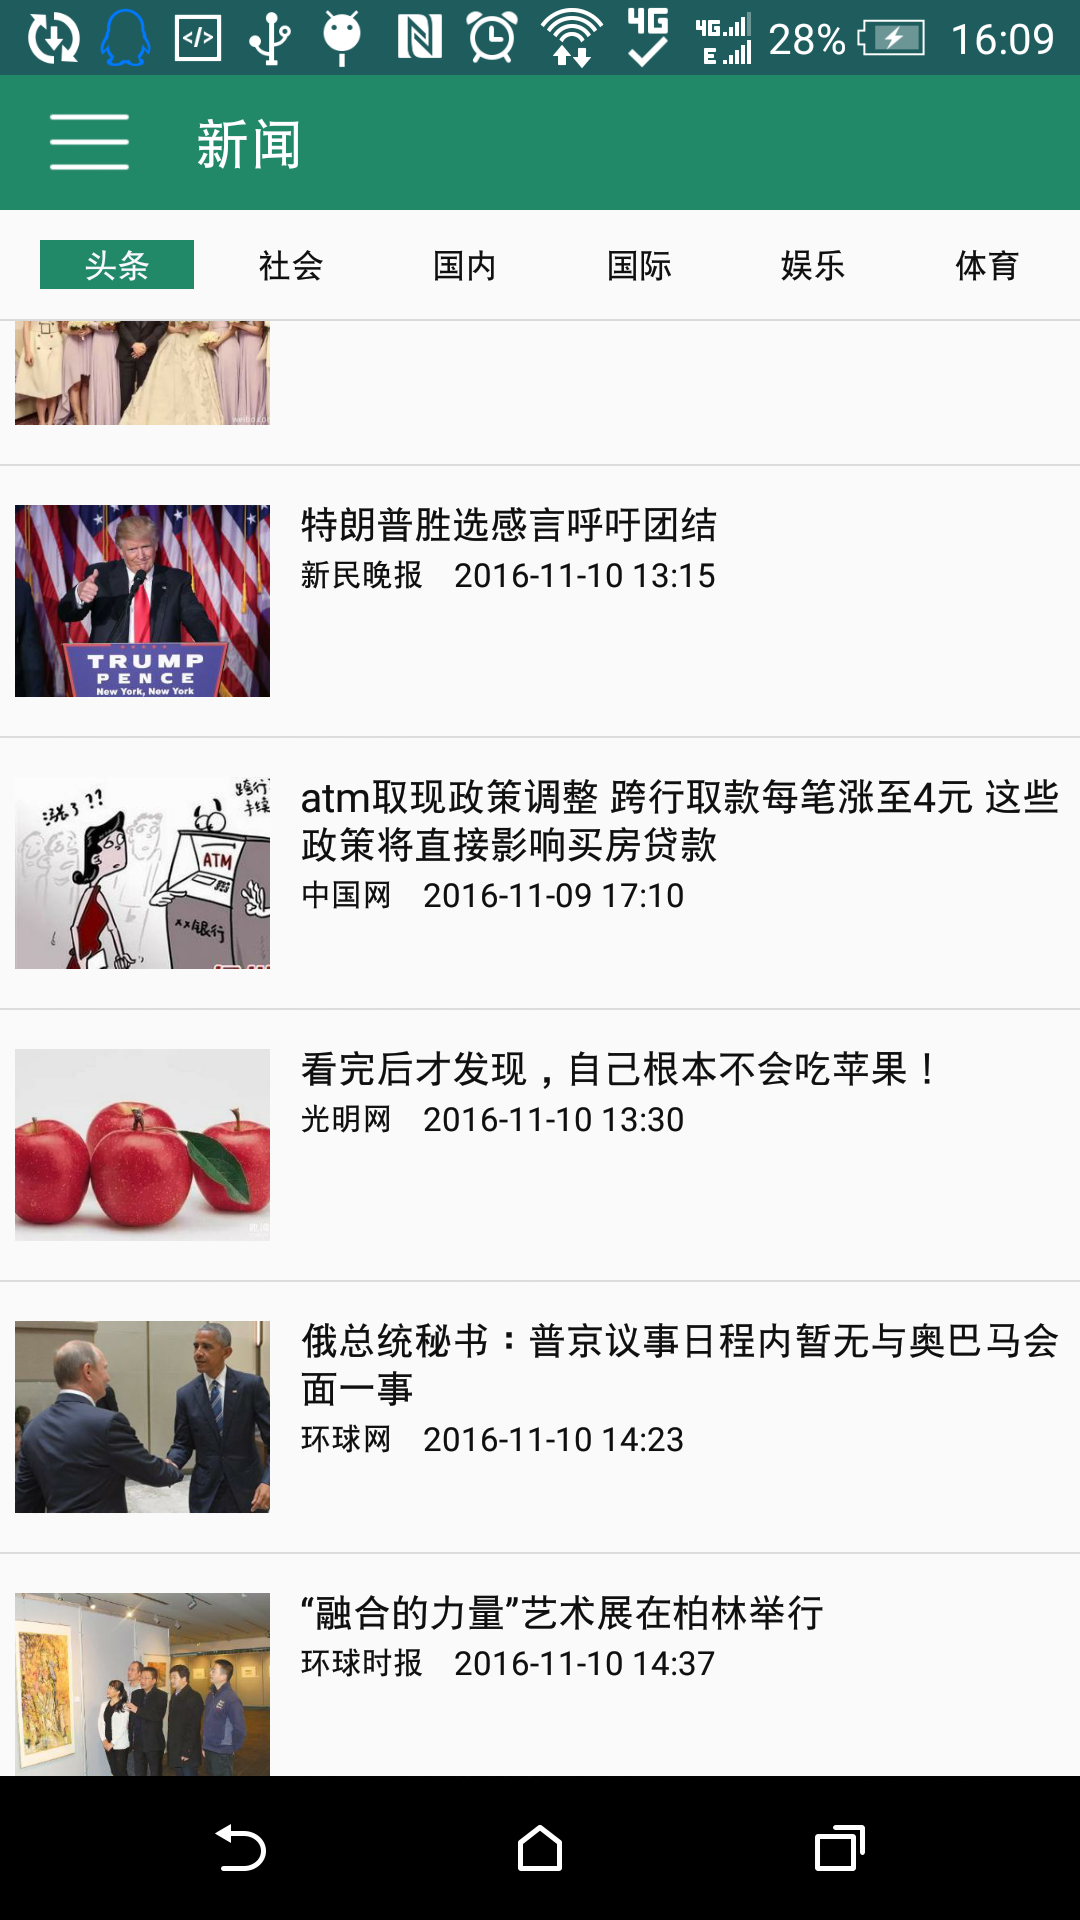 4G
4G
E
28%
16:09
新闻
头条 社会 国内 国际 娱乐 体育
特朗普胜选感言呼吁团结
新民晚报 2016-11-10 13:15
TRUMP
PENCE
New York, New York
atm取现政策调整 跨行取款每笔涨至4元 这些
政策将直接影响买房贷款
中国网 2016-11-09 17:10
涨了??
跨行
手续
ATM
xx银行
看完后才发现，自己根本不会吃苹果！
光明网 2016-11-10 13:30
俄总统秘书：普京议事日程内暂无与奥巴马会
面一事
环球网 2016-11-10 14:23
“融合的力量”艺术展在柏林举行
环球时报 2016-11-10 14:37